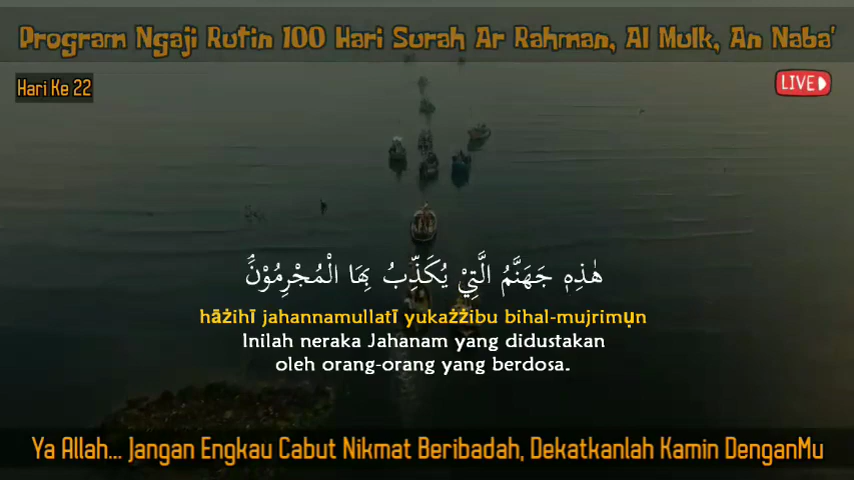 Program Ngaji Rutin 100 Hari Surah Ar Rahman, Al Mulk, An Naba'
Hari Ke 22
LIVE
هٰذِهٖ جَهَنَّمُ الَّتِيْ يُكَذِّبُ بِهَا الْمُجْرِمُوْنَۘ
hāżihī jahannamullatī yukażżibu bihal-mujrimụn
Inilah neraka Jahanam yang didustakan
oleh orang-orang yang berdosa.
Ya Allah... Jangan Engkau Cabut Nikmat Beribadah, Dekatkanlah Kamin DenganMu